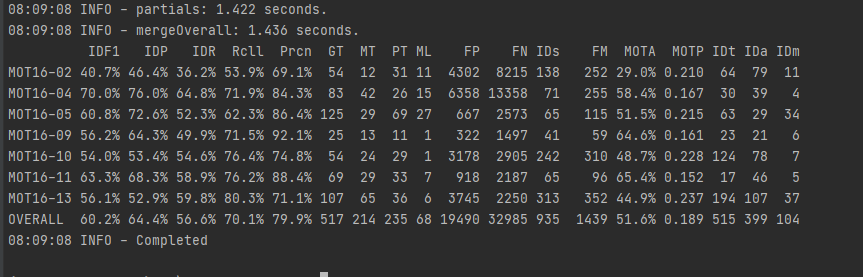 08:09:08 INFO - partials: 1.422 seconds.
08:09:08 INFO - mergeOverall: 1.436 seconds.
IDF1 IDP IDR Rcll Prcn GT MT PT ML FP FN IDs FM MOTA MOTP IDt IDa IDm
MOT16-02 40.7% 46.4% 36.2% 53.9% 69.1% 54 12 31 11 4302 8215 138 252 29.0% 0.210 64 79 11
MOT16-04 70.0% 76.0% 64.8% 71.9% 84.3% 83 42 26 15 6358 13358 71 255 58.4% 0.167 30 39 4
MOT16-05 60.8% 72.6% 52.3% 62.3% 86.4% 125 29 69 27 667 2573 65 115 51.5% 0.215 63 29 34
MOT16-09 56.2% 64.3% 49.9% 71.5% 92.1% 25 13 11 1 322 1497 41 59 64.6% 0.161 23 21 6
MOT16-10 54.0% 53.4% 54.6% 76.4% 74.8% 54 24 29 1 3178 2905 242 310 48.7% 0.228 124 78 7
MOT16-11 63.3% 68.3% 58.9% 76.2% 88.4% 69 29 33 7 918 2187 65 96 65.4% 0.152 17 46 5
MOT16-13 56.1% 52.9% 59.8% 80.3% 71.1% 107 65 36 6 3745 2250 313 352 44.9% 0.237 194 107 37
OVERALL 60.2% 64.4% 56.6% 70.1% 79.9% 517 214 235 68 19490 32985 935 1439 51.6% 0.189 515 399 104
08:09:08 INFO - Completed